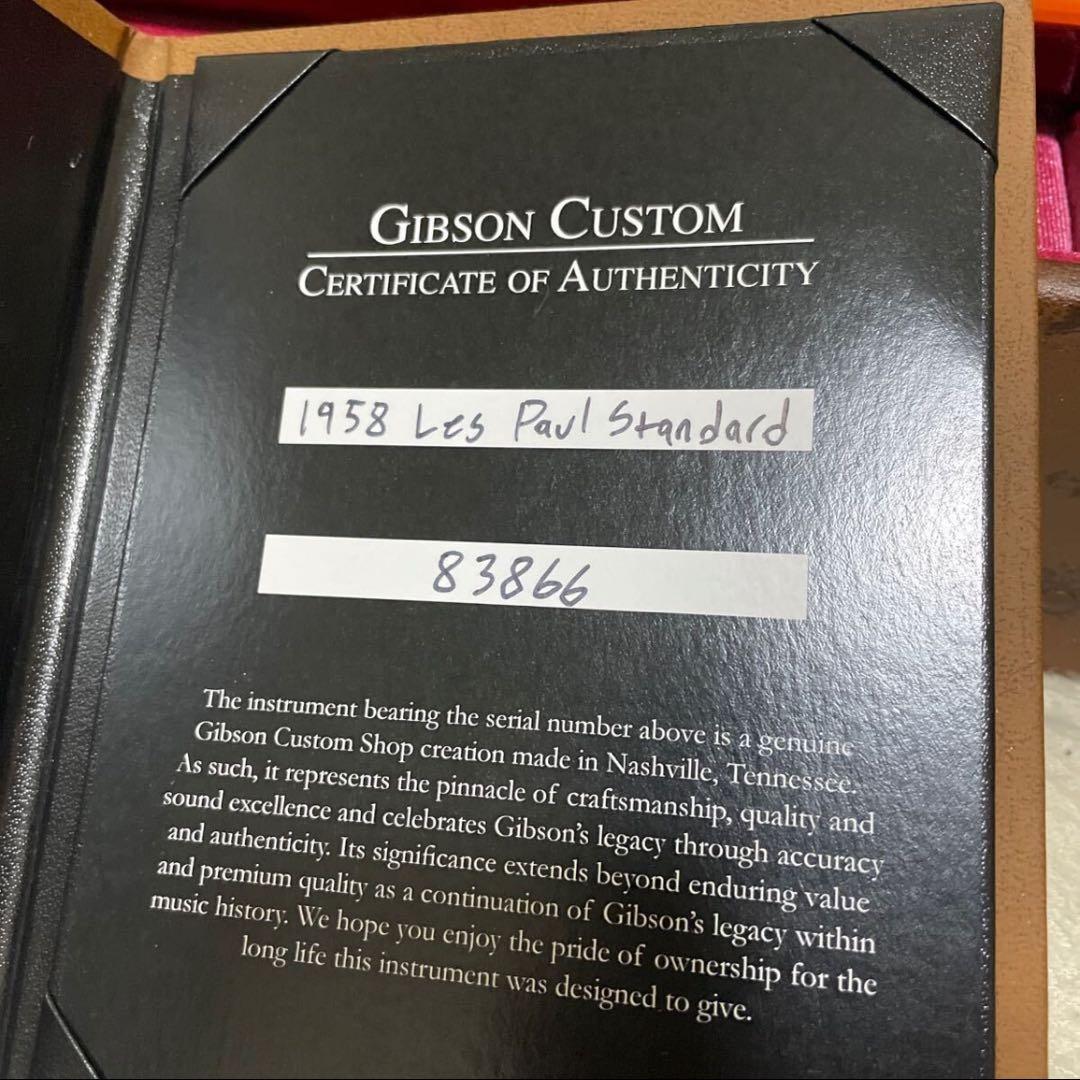 GIBSON CUSTOM
CERTIFICATE OF AUTHENTICITY
1958 Les Paul Standard
83866
The instrument bearing the serial number above is a genuine
Gibson Custom Shop creation made in Nashville, Tennessee.
As such, it represents the pinnacle of craftsmanship, quality and
sound excellence and celebrates Gibson's legacy through accuracy
and authenticity. Its significance extends beyond enduring value
and premium quality as a continuation of Gibson's legacy within
music history. We hope you enjoy the pride of ownership for the
long life this instrument was designed to give.